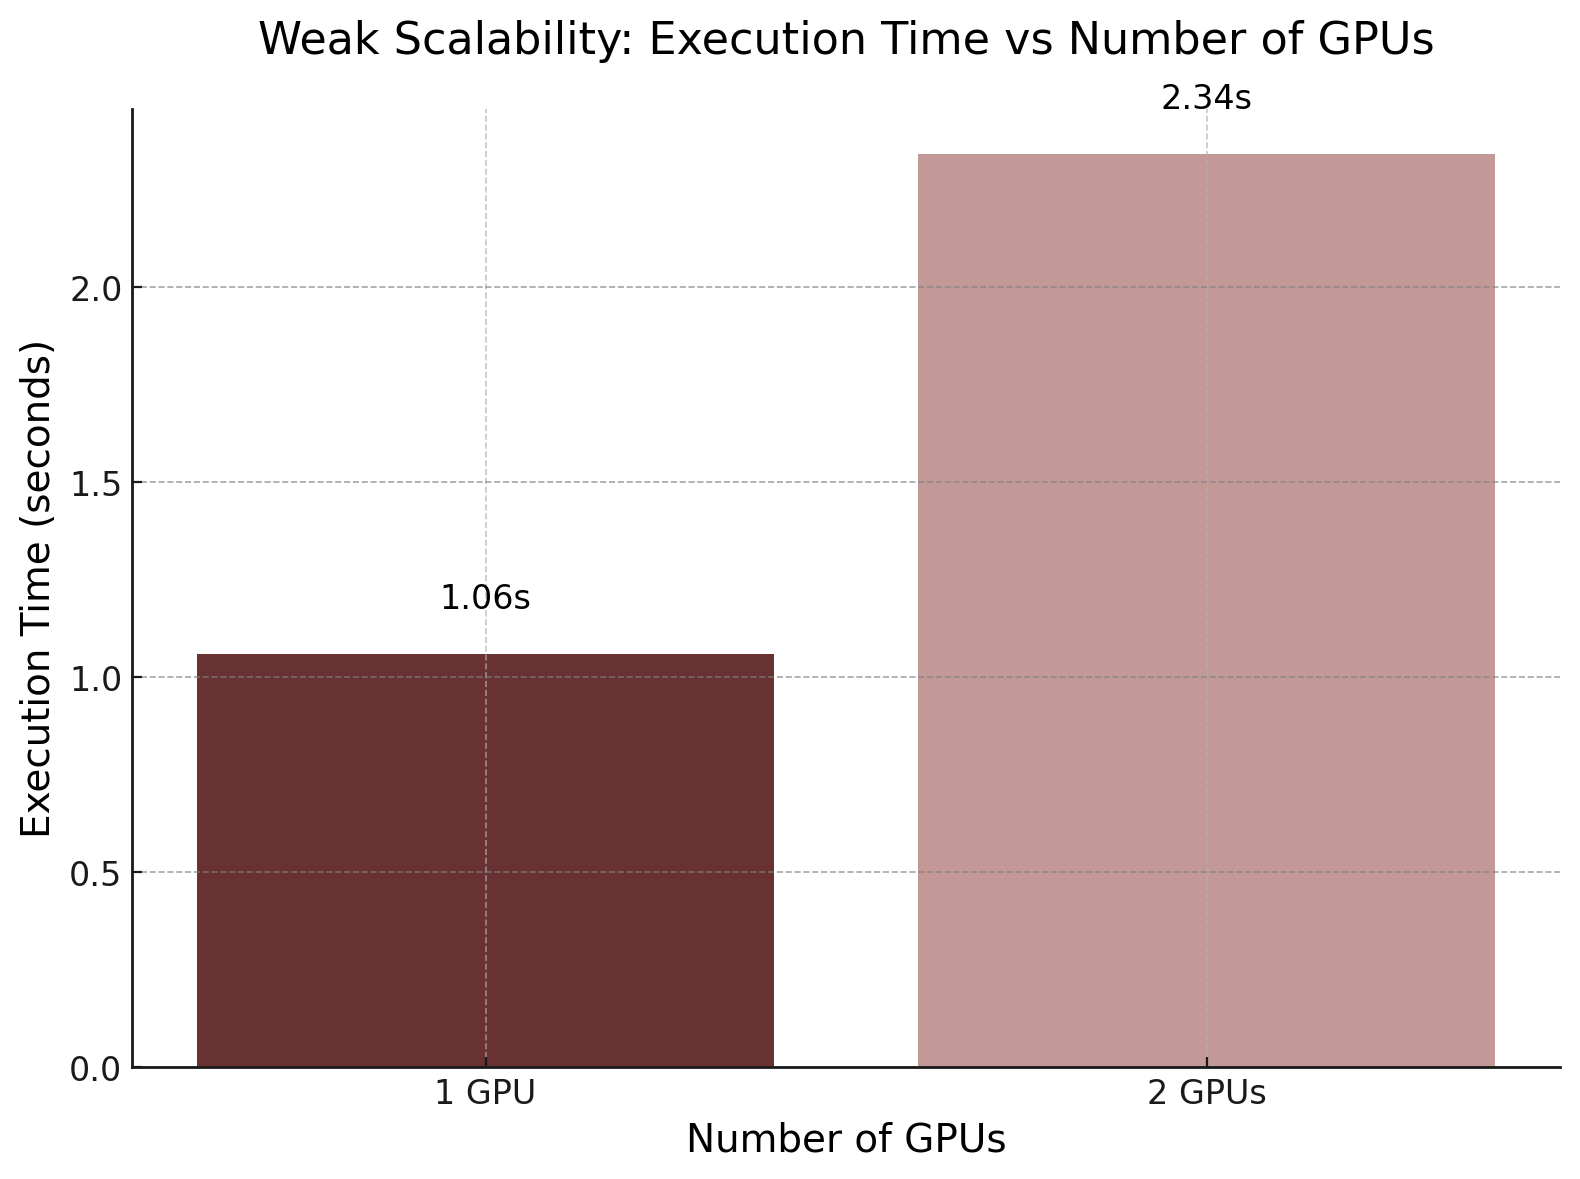 Weak Scalability: Execution Time vs Number of GPUs
2.34s
2.0
1.5
1.06s
1.0
0.5
0.0
Execution Time (seconds)
1 GPU
2 GPUs
Number of GPUs